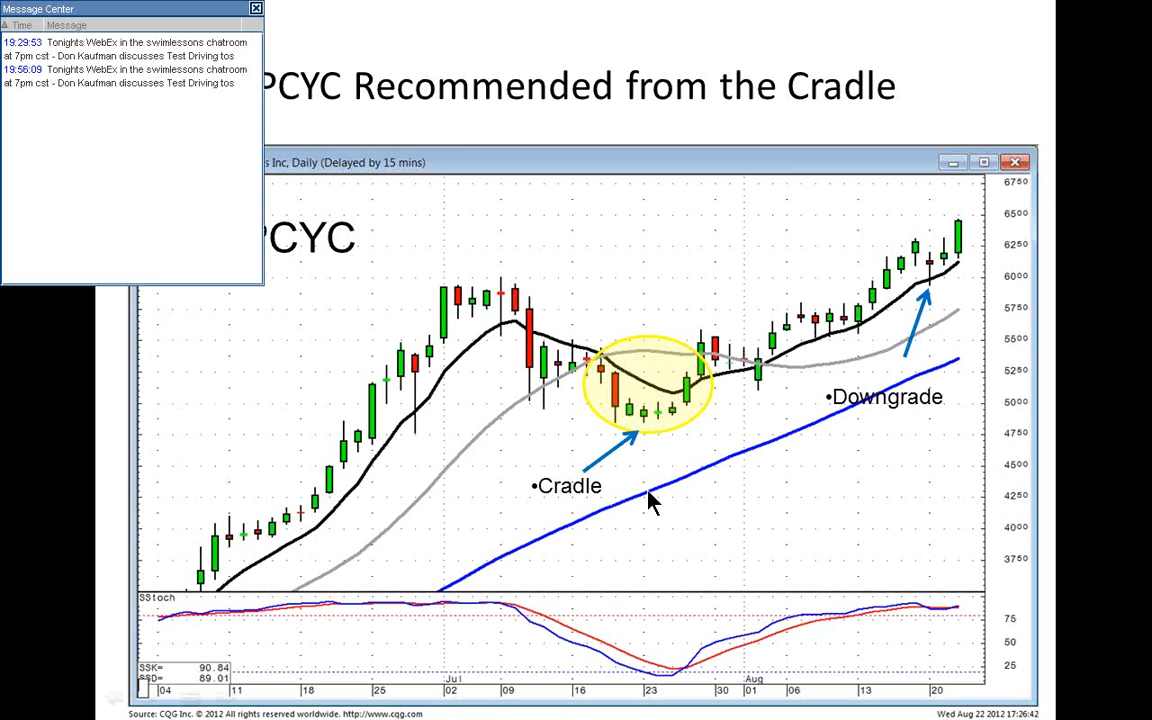 Message Center
Time Message
19:29:53 Tonights WebEx in the swimlessons chatroom
at 7pm cst - Don Kaufman discusses Test Driving tos
19:56:09 Tonights WebEx in the swimlessons chatroom
at 7pm cst - Don Kaufman discusses Test Driving tos
PCYC Recommended from the Cradle
s Inc, Daily (Delayed by 15 mins)
PCYC
6750
6500
6250
6000
5750
5500
5250
5000
4750
4500
4250
4000
3750
•Downgrade
•Cradle
SStoch
75
50
25
SSK= 90.84
SSD= 89.01
Jul Aug
04 11 18 25 02 09 16 23 30 01 06 13 20
Source: CQG Inc. © 2012 All rights reserved worldwide. http://www.cqg.com
Wed Aug 22 2012 17:26:42